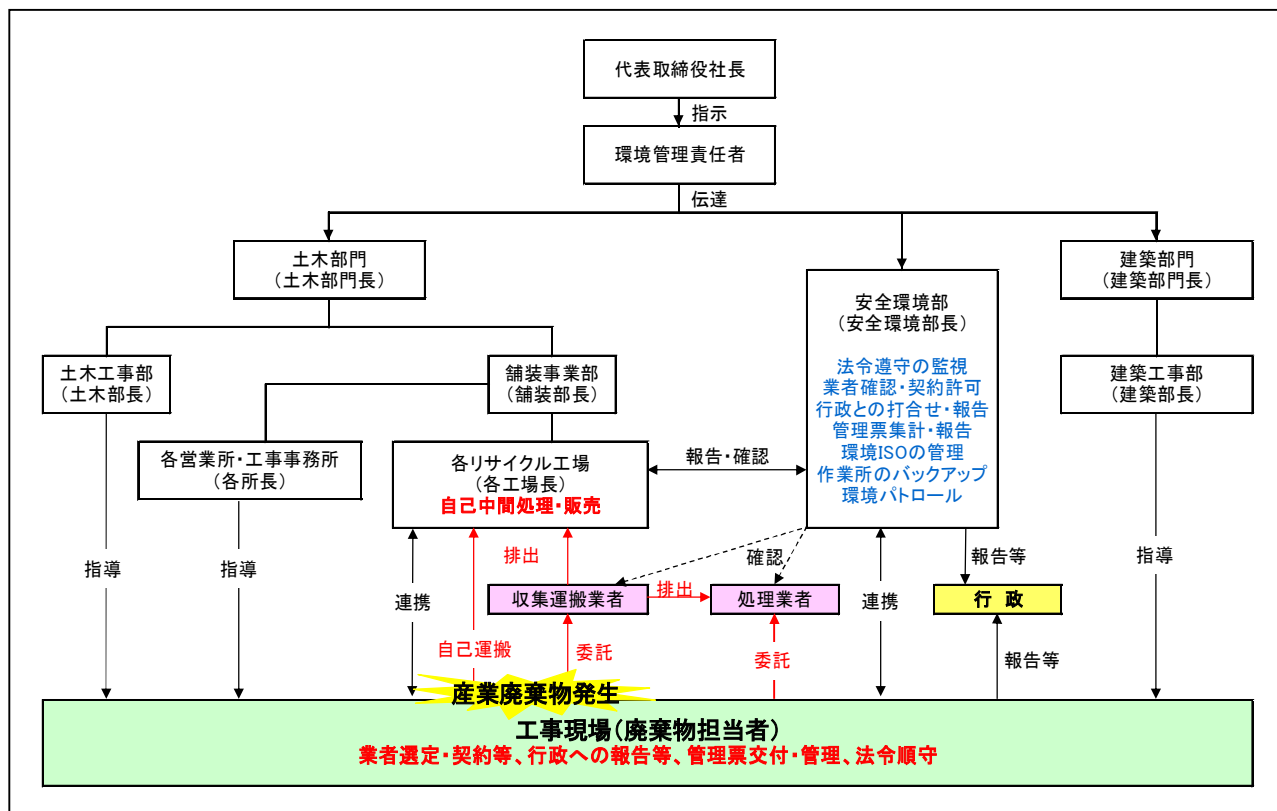 代表取締役社長
指示
環境管理責任者
伝達
土木部門
(土木部門長)
安全環境部
(安全環境部長)
法令遵守の監視
業者確認・契約許可
行政との打合せ・報告
管理票集計・報告
環境ISOの管理
作業所のバックアップ
環境パトロール
建築部門
(建築部門長)
土木工事部
(土木部長)
舗装事業部
(舗装部長)
建築工事部
(建築部長)
各営業所・工事事務所
(各所長)
各リサイクル工場
(各工場長)
自己中間処理・販売
報告・確認
指導
指導
連携
排出
確認
連携
報告等
指導
収集運搬業者
排出
処理業者
行 政
自己運搬
委託
委託
報告等
産業廃棄物発生
工事現場(廃棄物担当者)
業者選定・契約等、行政への報告等、管理票交付・管理、法令順守